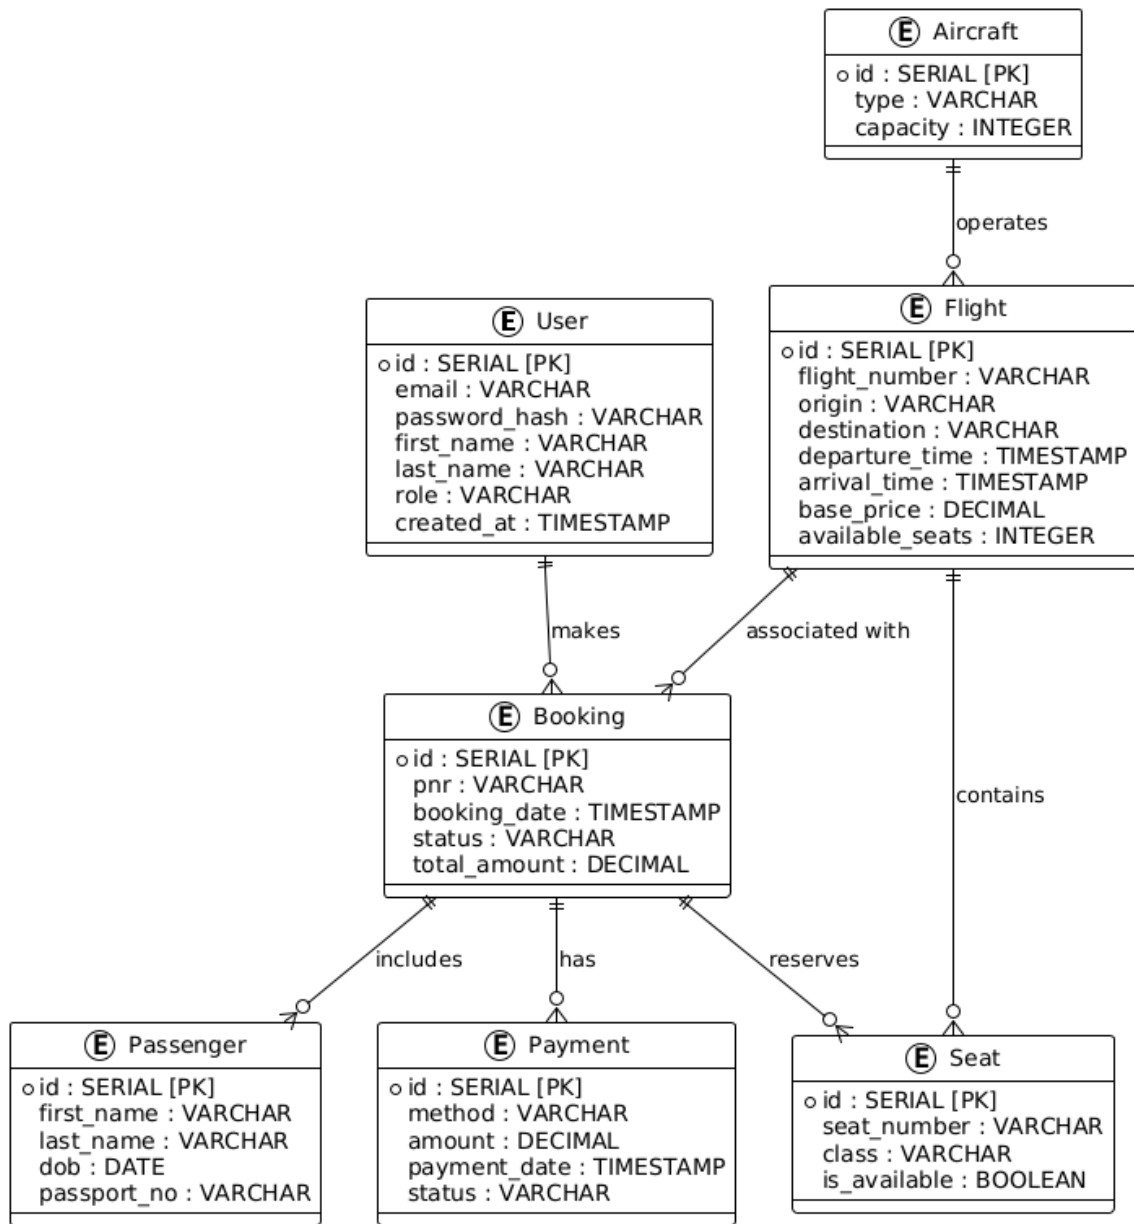 E Aircraft
id : SERIAL [PK]
type : VARCHAR
capacity : INTEGER
operates
E User
id : SERIAL [PK]
email : VARCHAR
password_hash : VARCHAR
first_name : VARCHAR
last_name : VARCHAR
role : VARCHAR
created_at : TIMESTAMP
E Flight
id : SERIAL [PK]
flight_number : VARCHAR
origin : VARCHAR
destination : VARCHAR
departure_time : TIMESTAMP
arrival_time : TIMESTAMP
base_price : DECIMAL
available_seats : INTEGER
makes
associated with
E Booking
id : SERIAL [PK]
pnr : VARCHAR
booking_date : TIMESTAMP
status : VARCHAR
total_amount : DECIMAL
contains
includes
has
reserves
E Passenger
id : SERIAL [PK]
first_name : VARCHAR
last_name : VARCHAR
dob : DATE
passport_no : VARCHAR
E Payment
id : SERIAL [PK]
method : VARCHAR
amount : DECIMAL
payment_date : TIMESTAMP
status : VARCHAR
E Seat
id : SERIAL [PK]
seat_number : VARCHAR
class : VARCHAR
is_available : BOOLEAN